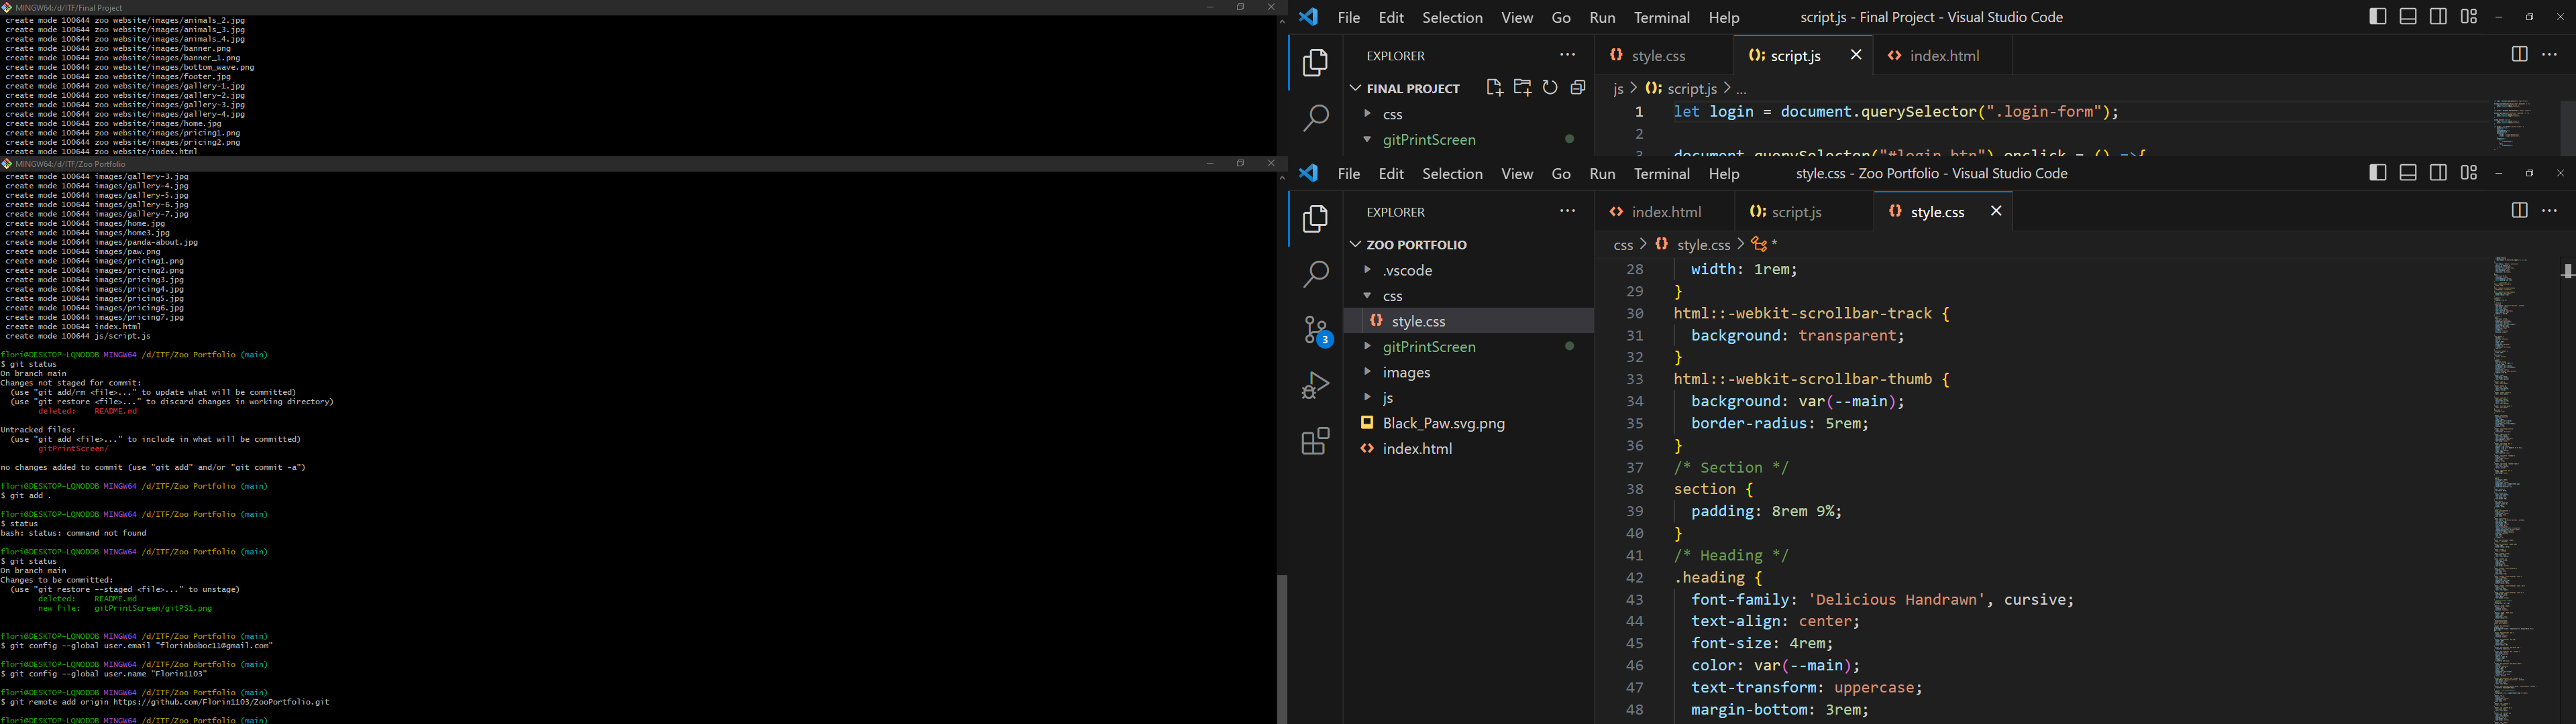 MINGW64:/d/ITF/Final Project
create mode 100644 zoo website/images/animals_2.jpg
create mode 100644 zoo website/images/animals_3.jpg
create mode 100644 zoo website/images/animals_4.jpg
create mode 100644 zoo website/images/banner.png
create mode 100644 zoo website/images/banner_1.png
create mode 100644 zoo website/images/bottom_wave.png
create mode 100644 zoo website/images/footer.jpg
create mode 100644 zoo website/images/gallery-1.jpg
create mode 100644 zoo website/images/gallery-2.jpg
create mode 100644 zoo website/images/gallery-3.jpg
create mode 100644 zoo website/images/gallery-4.jpg
create mode 100644 zoo website/images/home.jpg
create mode 100644 zoo website/images/pricing1.png
create mode 100644 zoo website/images/pricing2.png
create mode 100644 zoo website/index.html
MINGW64:/d/ITF/Zoo Portfolio
create mode 100644 images/gallery-3.jpg
create mode 100644 images/gallery-4.jpg
create mode 100644 images/gallery-5.jpg
create mode 100644 images/gallery-6.jpg
create mode 100644 images/gallery-7.jpg
create mode 100644 images/home.jpg
create mode 100644 images/home3.jpg
create mode 100644 images/panda-about.jpg
create mode 100644 images/paw.png
create mode 100644 images/pricing1.png
create mode 100644 images/pricing2.png
create mode 100644 images/pricing3.jpg
create mode 100644 images/pricing4.jpg
create mode 100644 images/pricing5.jpg
create mode 100644 images/pricing6.jpg
create mode 100644 images/pricing7.jpg
create mode 100644 index.html
create mode 100644 js/script.js
flori@DESKTOP-LQNODDB MINGW64 /d/ITF/Zoo Portfolio (main)
$ git status
On branch main
Changes not staged for commit:
(use "git add/rm <file>..." to update what will be committed)
(use "git restore <file>..." to discard changes in working directory)
deleted: README.md
Untracked files:
(use "git add <file>..." to include in what will be committed)
gitPrintScreen/
no changes added to commit (use "git add" and/or "git commit -a")
flori@DESKTOP-LQNODDB MINGW64 /d/ITF/Zoo Portfolio (main)
$ git add .
flori@DESKTOP-LQNODDB MINGW64 /d/ITF/Zoo Portfolio (main)
$ status
bash: status: command not found
flori@DESKTOP-LQNODDB MINGW64 /d/ITF/Zoo Portfolio (main)
$ git status
On branch main
Changes to be committed:
(use "git restore --staged <file>..." to unstage)
deleted: README.md
new file: gitPrintScreen/gitPS1.png
flori@DESKTOP-LQNODDB MINGW64 /d/ITF/Zoo Portfolio (main)
$ git config --global user.email "florinboboc11@gmail.com"
flori@DESKTOP-LQNODDB MINGW64 /d/ITF/Zoo Portfolio (main)
$ git config --global user.name "Florin1103"
flori@DESKTOP-LQNODDB MINGW64 /d/ITF/Zoo Portfolio (main)
$ git remote add origin https://github.com/Florin1103/ZooPortfolio.git
flori@DESKTOP-LQNODDB MINGW64 /d/ITF/Zoo Portfolio (main)
File Edit Selection View Go Run Terminal Help script.js - Final Project - Visual Studio Code
EXPLORER
FINAL PROJECT
css
gitPrintScreen
style.css script.js index.html
js > script.js > ...
1 let login = document.querySelector(".login-form");
2
3 document.querySelector("#login-btn").onclick = () =>{
File Edit Selection View Go Run Terminal Help style.css - Zoo Portfolio - Visual Studio Code
EXPLORER
ZOO PORTFOLIO
.vscode
css
style.css
gitPrintScreen
images
js
Black_Paw.svg.png
index.html
3
index.html script.js style.css
css > style.css > *
28 width: 1rem;
29 }
30 html::-webkit-scrollbar-track {
31 background: transparent;
32 }
33 html::-webkit-scrollbar-thumb {
34 background: var(--main);
35 border-radius: 5rem;
36 }
37 /* Section */
38 section {
39 padding: 8rem 9%;
40 }
41 /* Heading */
42 .heading {
43 font-family: 'Delicious Handrawn', cursive;
44 text-align: center;
45 font-size: 4rem;
46 color: var(--main);
47 text-transform: uppercase;
48 margin-bottom: 3rem;